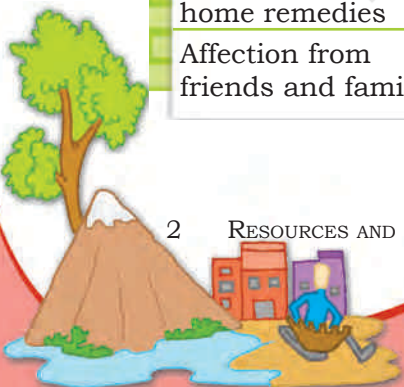 home remedies
Affection from
friends and fami
2 RESOURCES AND